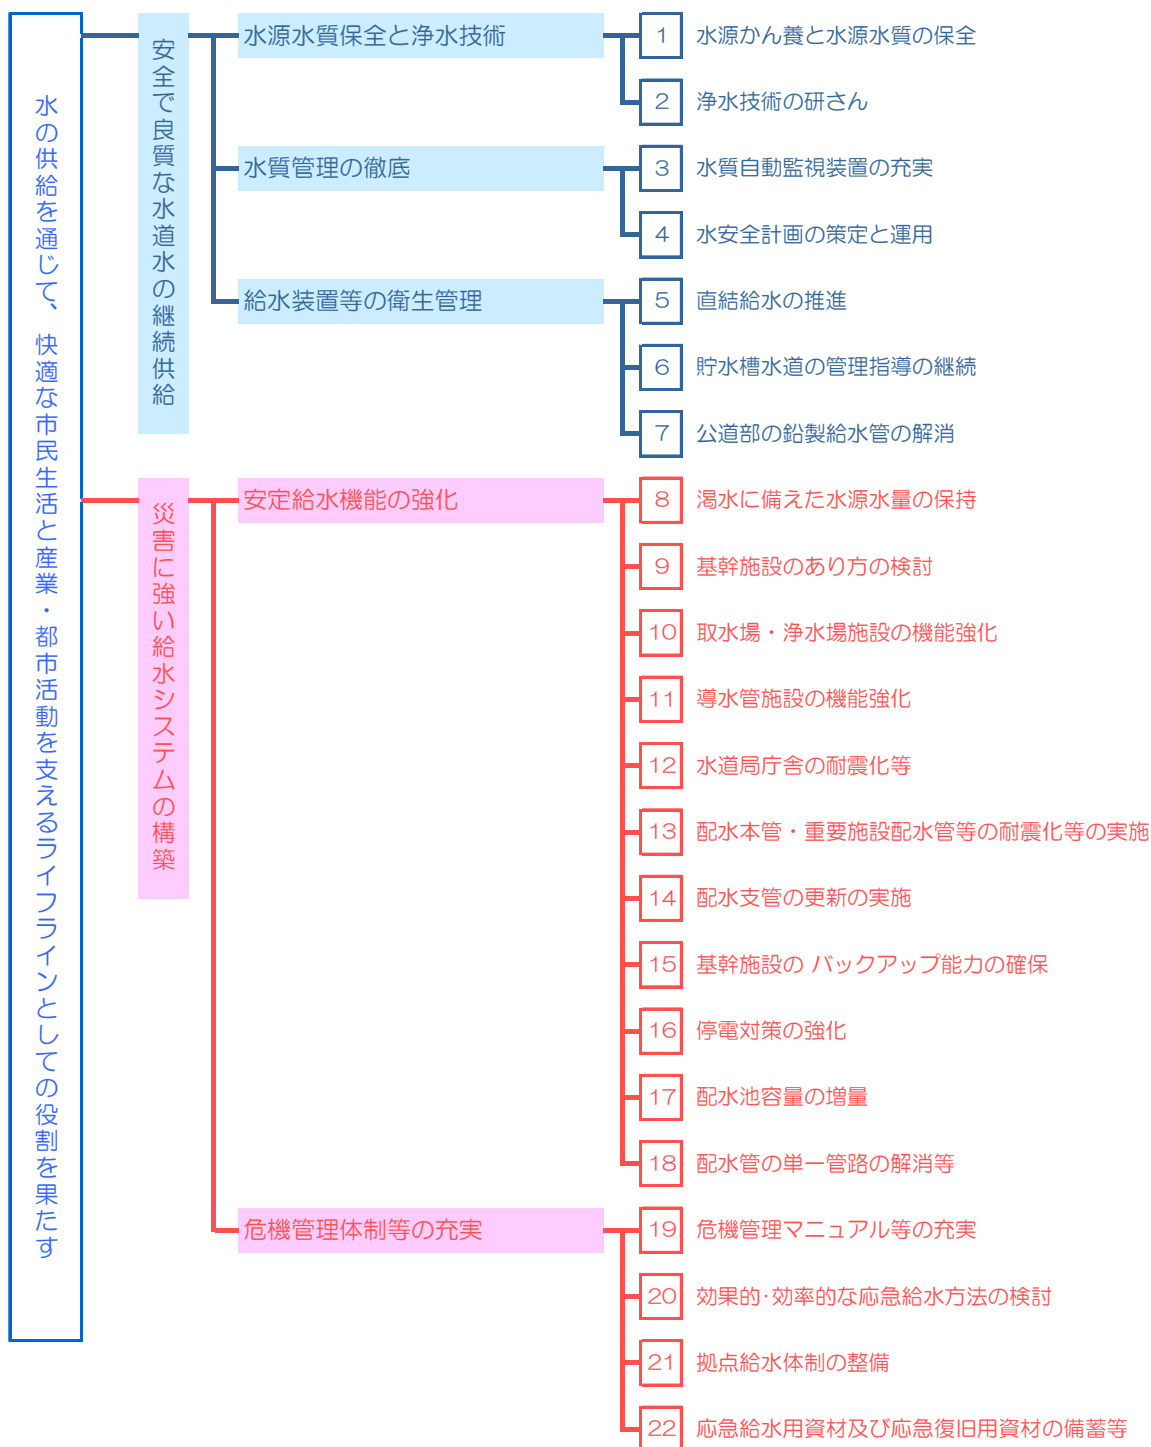 水の供給を通じて、快適な市民生活と産業・都市活動を支えるライフラインとしての役割を果たす
安全で良質な水道水の継続供給
水源水質保全と浄水技術
1 水源かん養と水源水質の保全
2 浄水技術の研さん
水質管理の徹底
3 水質自動監視装置の充実
4 水安全計画の策定と運用
給水装置等の衛生管理
5 直結給水の推進
6 貯水槽水道の管理指導の継続
7 公道部の鉛製給水管の解消
災害に強い給水システムの構築
安定給水機能の強化
8 渇水に備えた水源水量の保持
9 基幹施設のあり方の検討
10 取水場・浄水場施設の機能強化
11 導水管施設の機能強化
12 水道局庁舎の耐震化等
13 配水本管・重要施設配水管等の耐震化等の実施
14 配水支管の更新の実施
15 基幹施設の バックアップ能力の確保
16 停電対策の強化
17 配水池容量の増量
18 配水管の単一管路の解消等
危機管理体制等の充実
19 危機管理マニュアル等の充実
20 効果的・効率的な応急給水方法の検討
21 拠点給水体制の整備
22 応急給水用資材及び応急復旧用資材の備蓄等